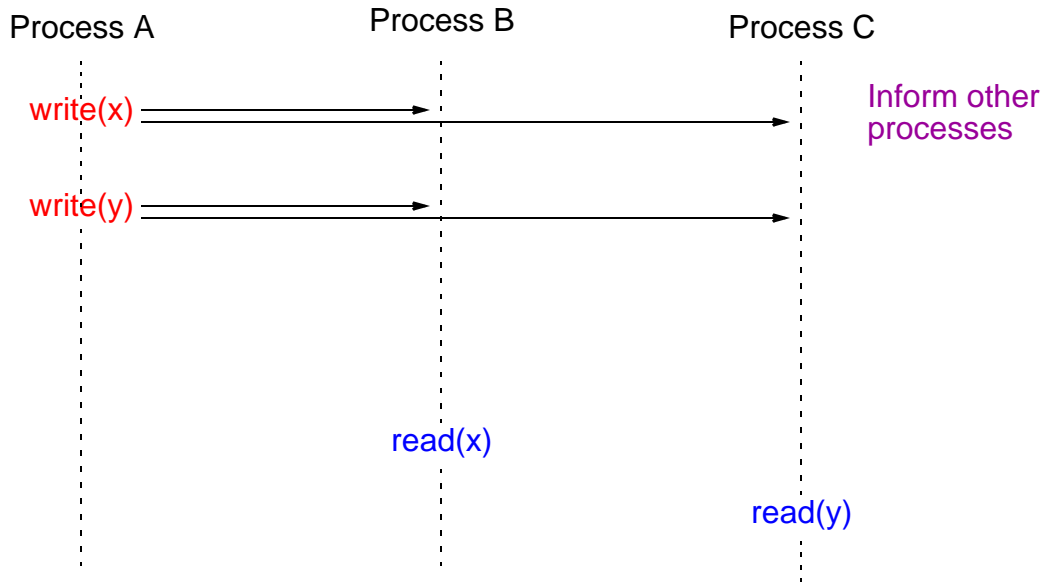 Process A
Process B
Process C
write(x)
Inform other
processes
write(y)
read(x)
read(y)